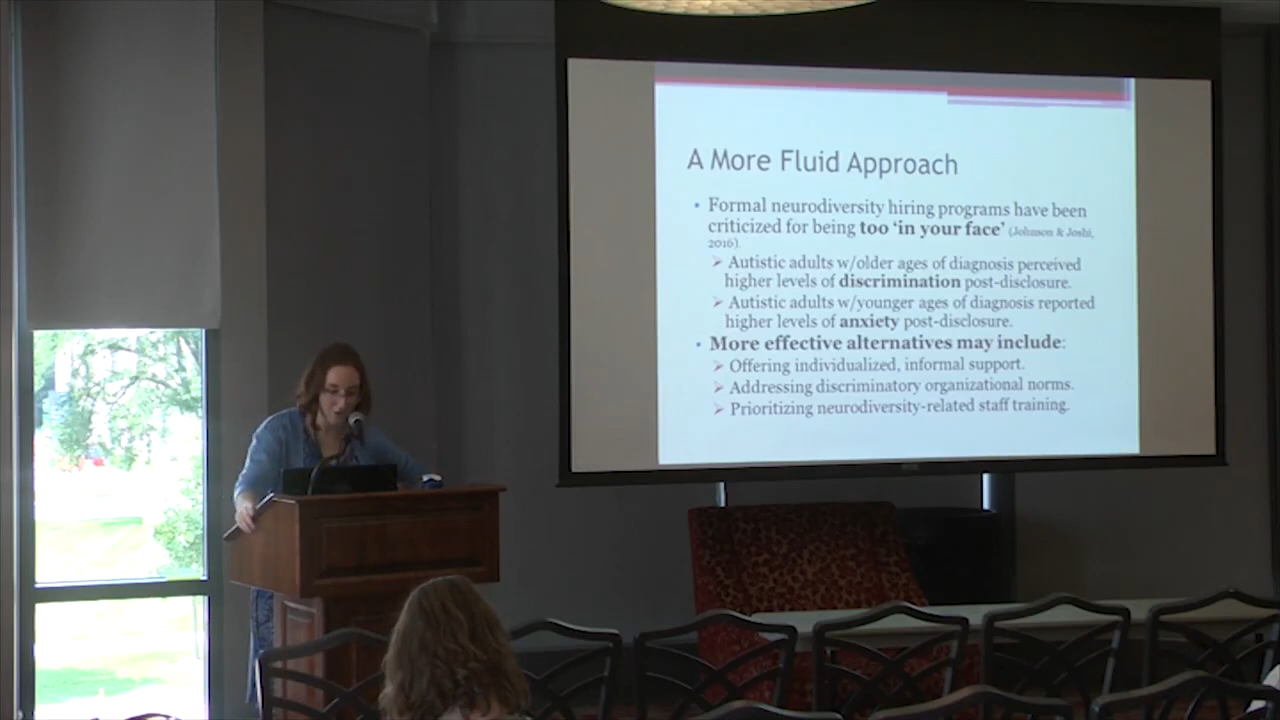 A More Fluid Approach
• Formal neurodiversity hiring programs have been
criticized for being too ‘in your face’ (Johnson & Joshi,
2016).
➢ Autistic adults w/older ages of diagnosis perceived
higher levels of discrimination post-disclosure.
➢ Autistic adults w/younger ages of diagnosis reported
higher levels of anxiety post-disclosure.
• More effective alternatives may include:
➢ Offering individualized, informal support.
➢ Addressing discriminatory organizational norms.
➢ Prioritizing neurodiversity-related staff training.